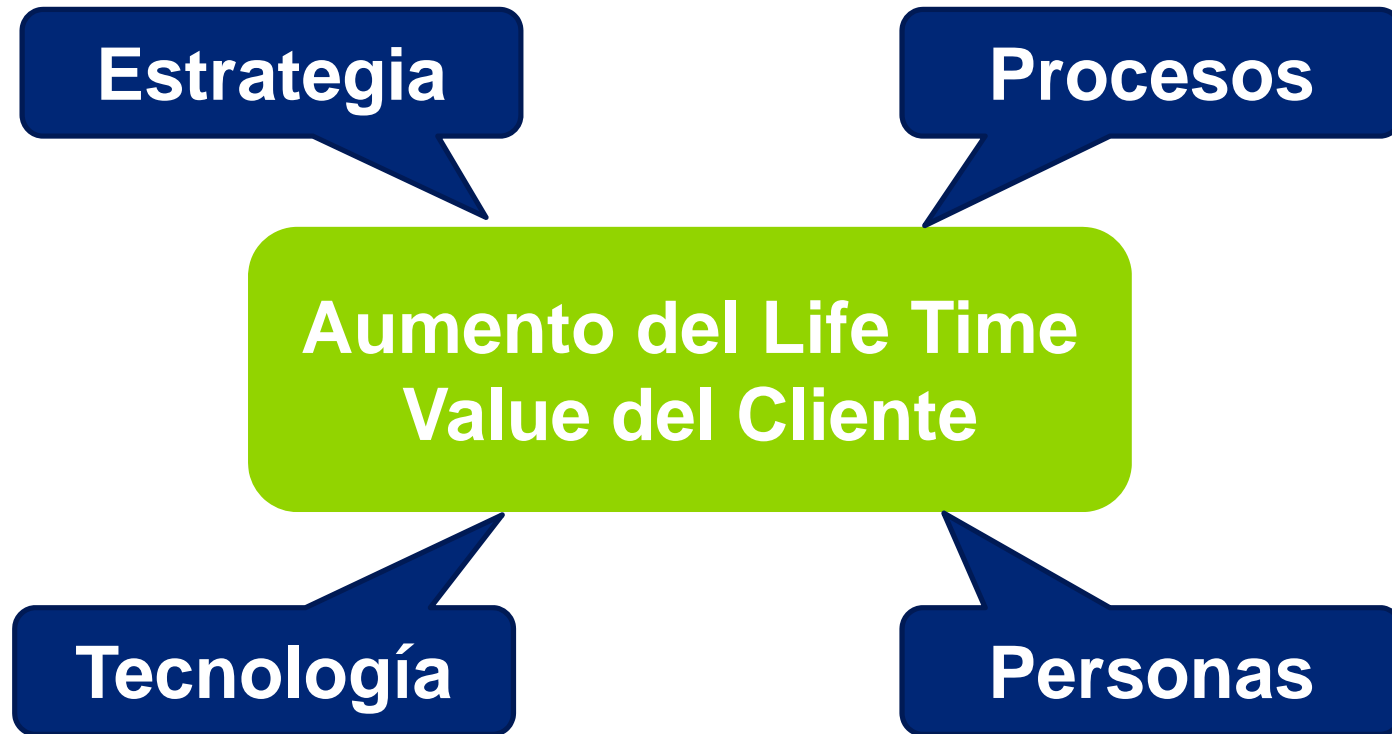 Estrategia
Procesos
Aumento del Life Time
Value del Cliente
Tecnología
Personas